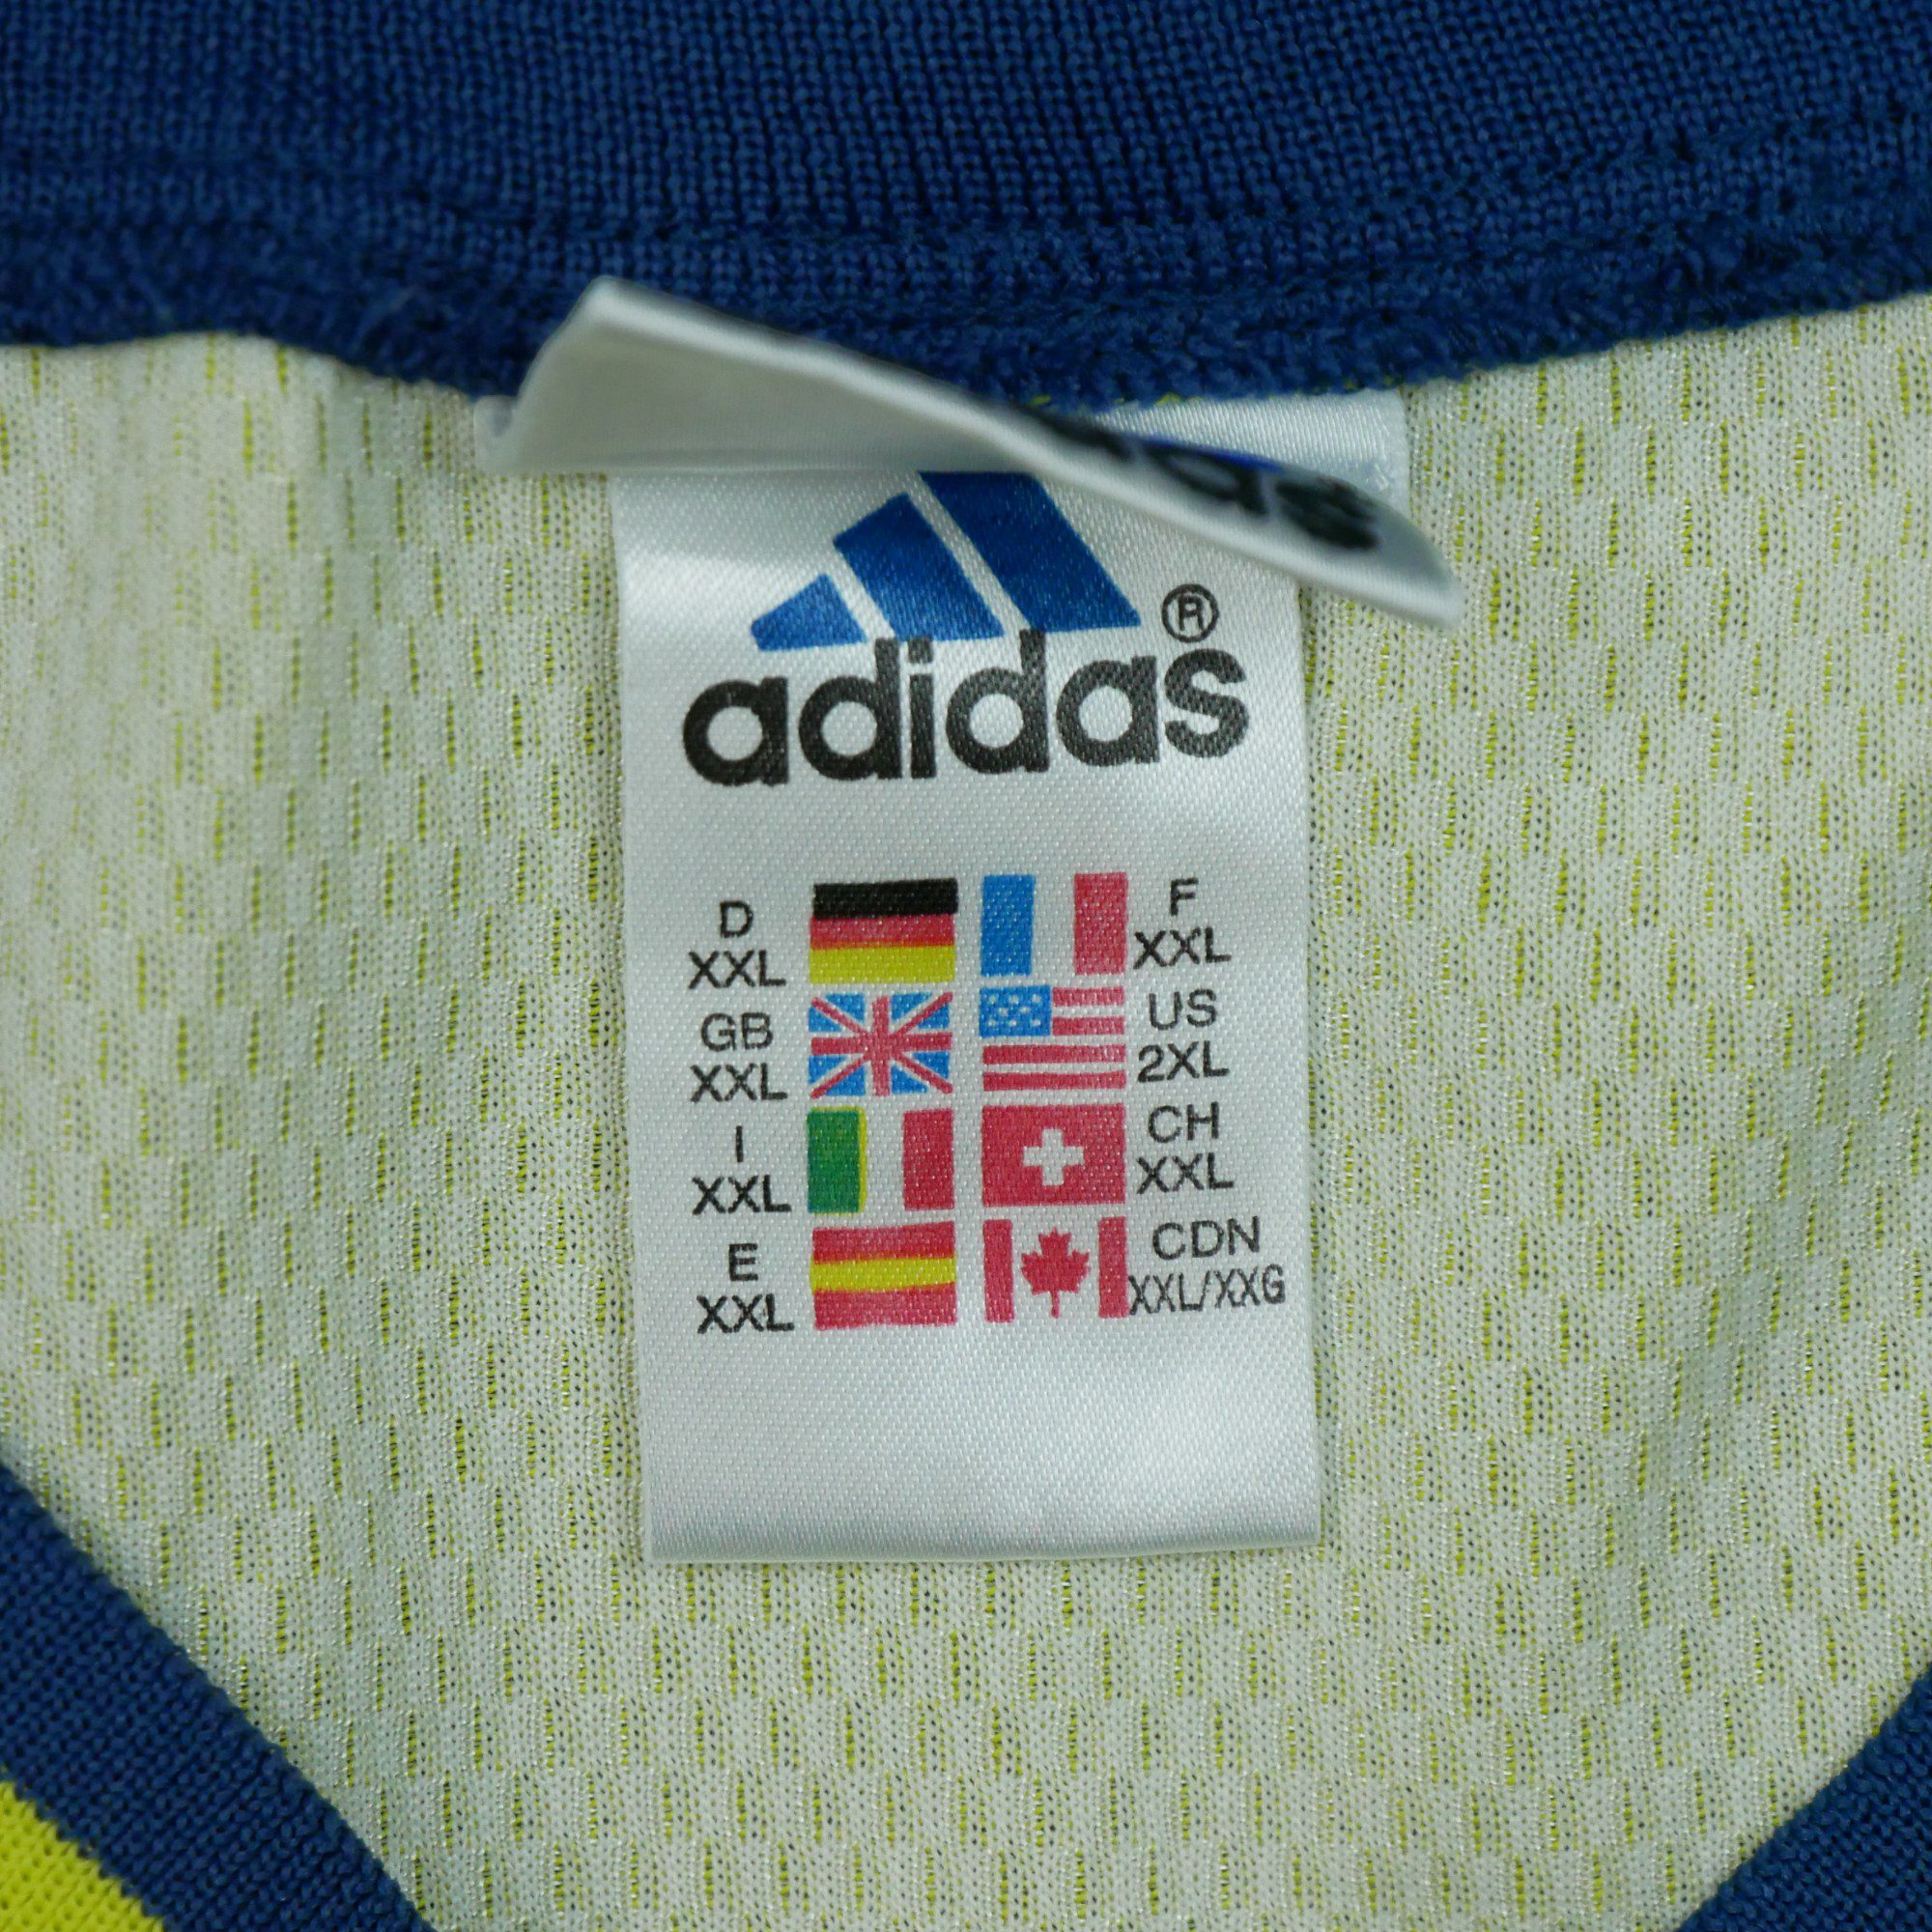 adidas®
D
XXL
F
XXL
GB
XXL
US
2XL
I
XXL
CH
XXL
E
XXL
CDN
XXL/XXG